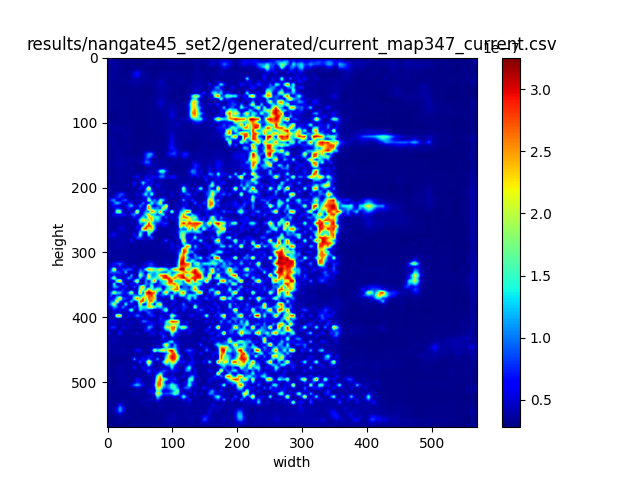 results/nangate45_set2/generated/current_map347_current.csv
1e−7
0
100
200
300
400
500
height
0 100 200 300 400 500
width
3.0
2.5
2.0
1.5
1.0
0.5